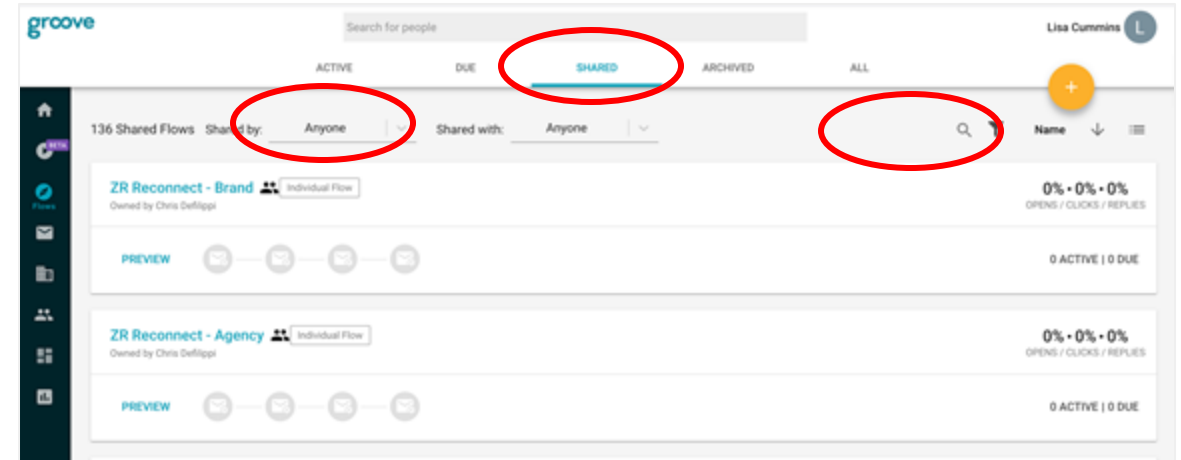 groove
Search for people
Lisa Cummins L
ACTIVE DUE SHARED ARCHIVED ALL
+
136 Shared Flows Shared by: Anyone Shared with: Anyone Name
BETA
Flows
ZR Reconnect - Brand Individual Flow 0% • 0% • 0%
Owned by Chris Defilippi OPENS / CLICKS / REPLIES
PREVIEW 0 ACTIVE | 0 DUE
ZR Reconnect - Agency Individual Flow 0% • 0% • 0%
Owned by Chris Defilippi OPENS / CLICKS / REPLIES
PREVIEW 0 ACTIVE | 0 DUE